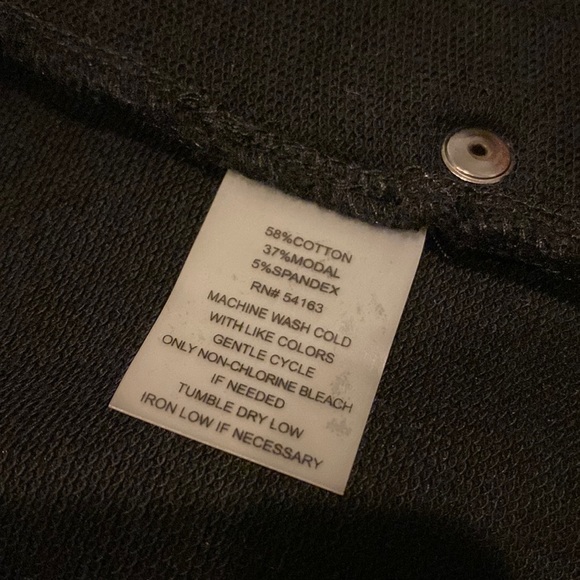 58%COTTON
37%MODAL
5%SPANDEX
RN# 54163
MACHINE WASH COLD
WITH LIKE COLORS
GENTLE CYCLE
ONLY NON-CHLORINE BLEACH
IF NEEDED
TUMBLE DRY LOW
IRON LOW IF NECESSARY